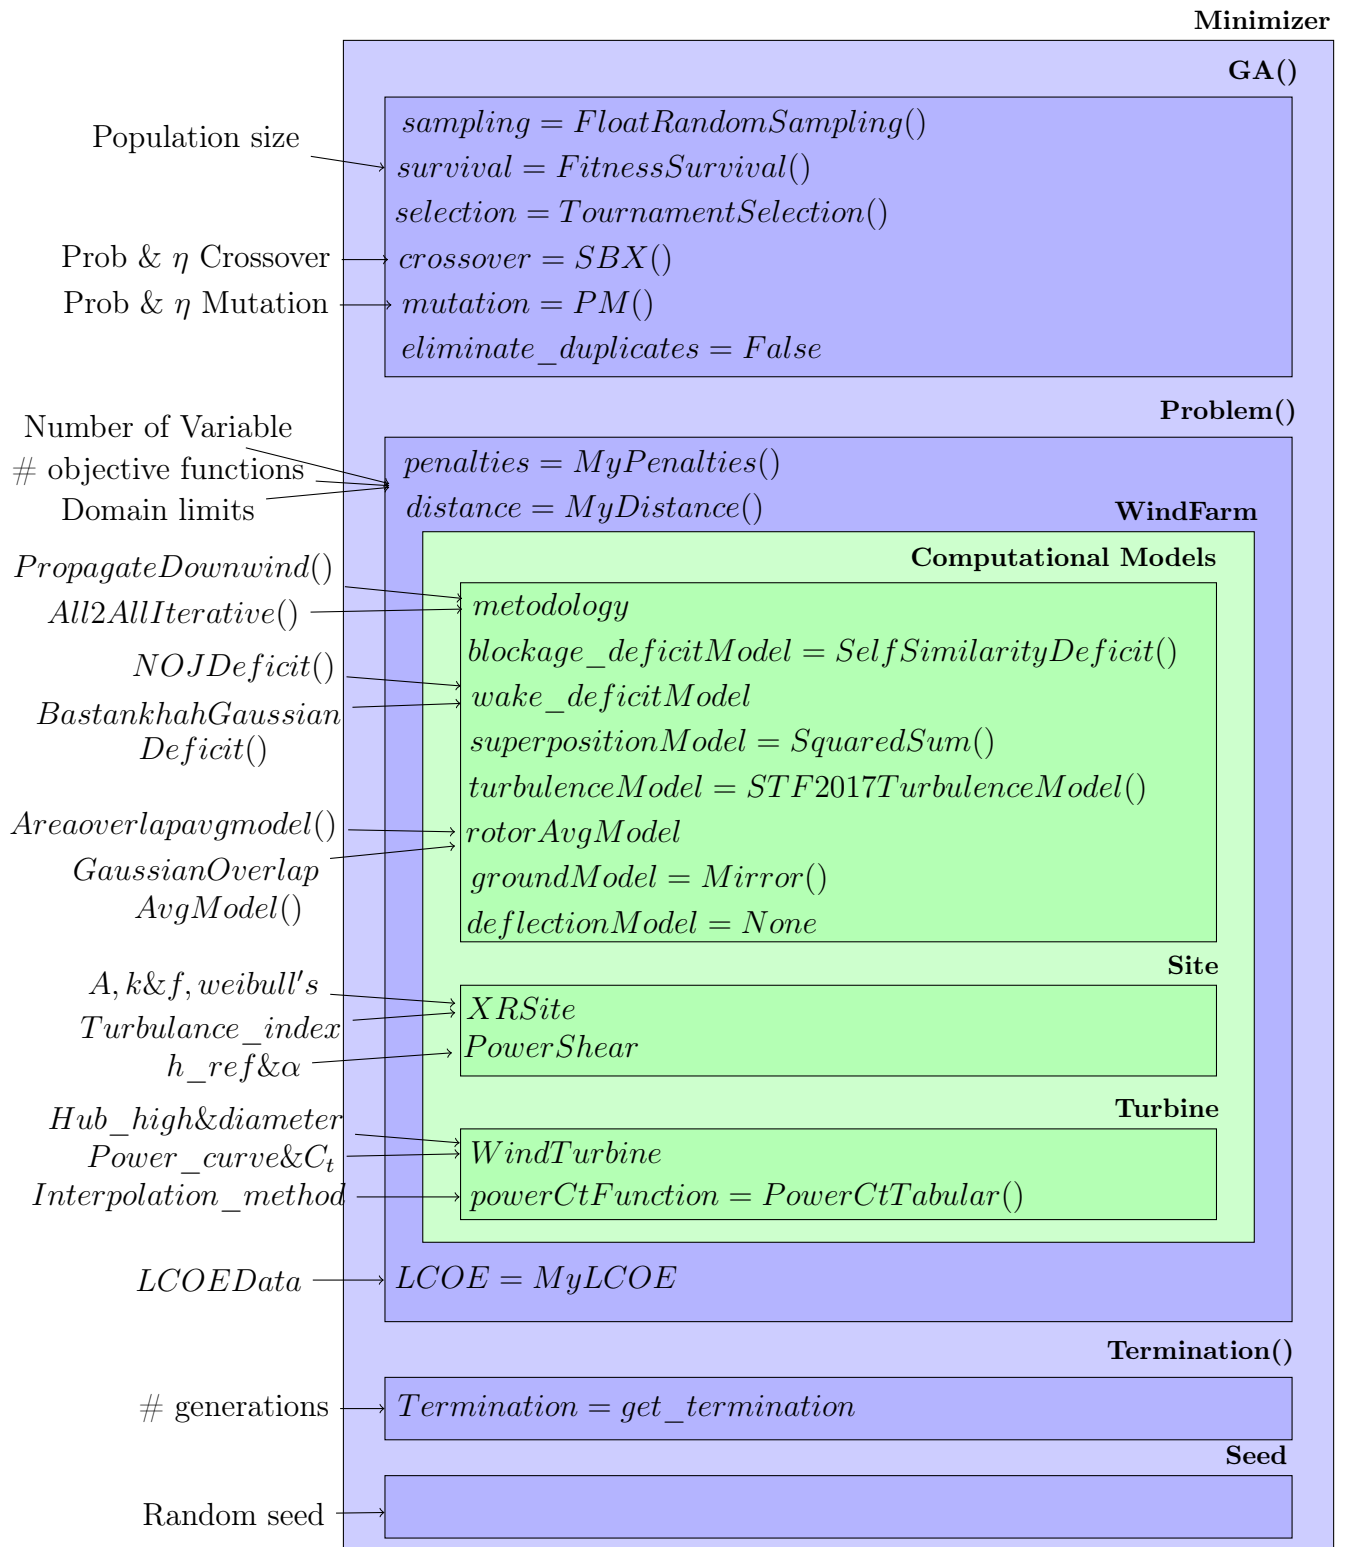 Minimizer
GA()
sampling = FloatRandomSampling()
Population size
survival = FitnessSurvival()
selection = TournamentSelection()
Prob & η Crossover
crossover = SBX()
Prob & η Mutation
mutation = PM()
eliminate_duplicates = False
Problem()
Number of Variable
# objective functions
Domain limits
penalties = MyPenalties()
distance = MyDistance()
WindFarm
Computational Models
PropagateDownwind()
All2AllIterative()
metodology
blockage_deficitModel = SelfSimilarityDeficit()
NOJDeficit()
BastankhahGaussian
Deficit()
wake_deficitModel
superpositionModel = SquaredSum()
turbulenceModel = STF2017TurbulenceModel()
Areaoverlapavgmodel()
GaussianOverlap
AvgModel()
rotorAvgModel
groundModel = Mirror()
deflectionModel = None
Site
A, k&f, weibull's
Turbulance_index
h_ref&α
XRSite
PowerShear
Turbine
Hub_high&diameter
Power_curve&Cₜ
Interpolation_method
WindTurbine
powerCtFunction = PowerCtTabular()
LCOEData
LCOE = MyLCOE
Termination()
# generations
Termination = get_termination
Seed
Random seed